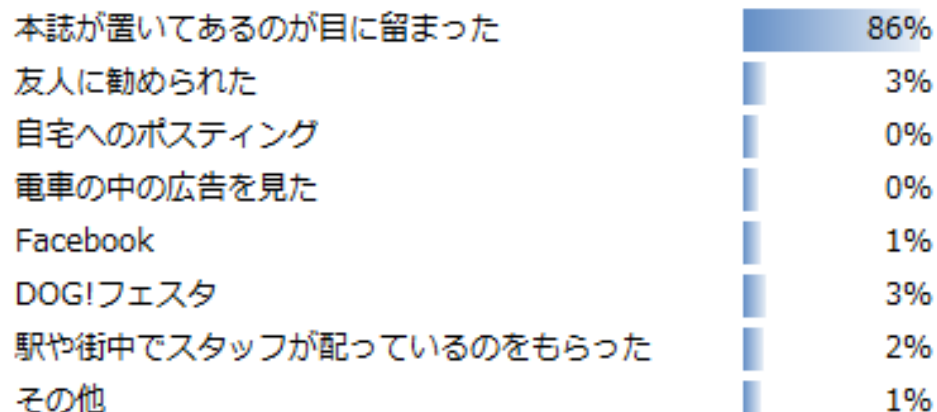 本誌が置いてあるのが目に留まった 86%
友人に勧められた 3%
自宅へのポスティング 0%
電車の中の広告を見た 0%
Facebook 1%
DOG!フェスタ 3%
駅や街中でスタッフが配っているのをもらった 2%
その他 1%